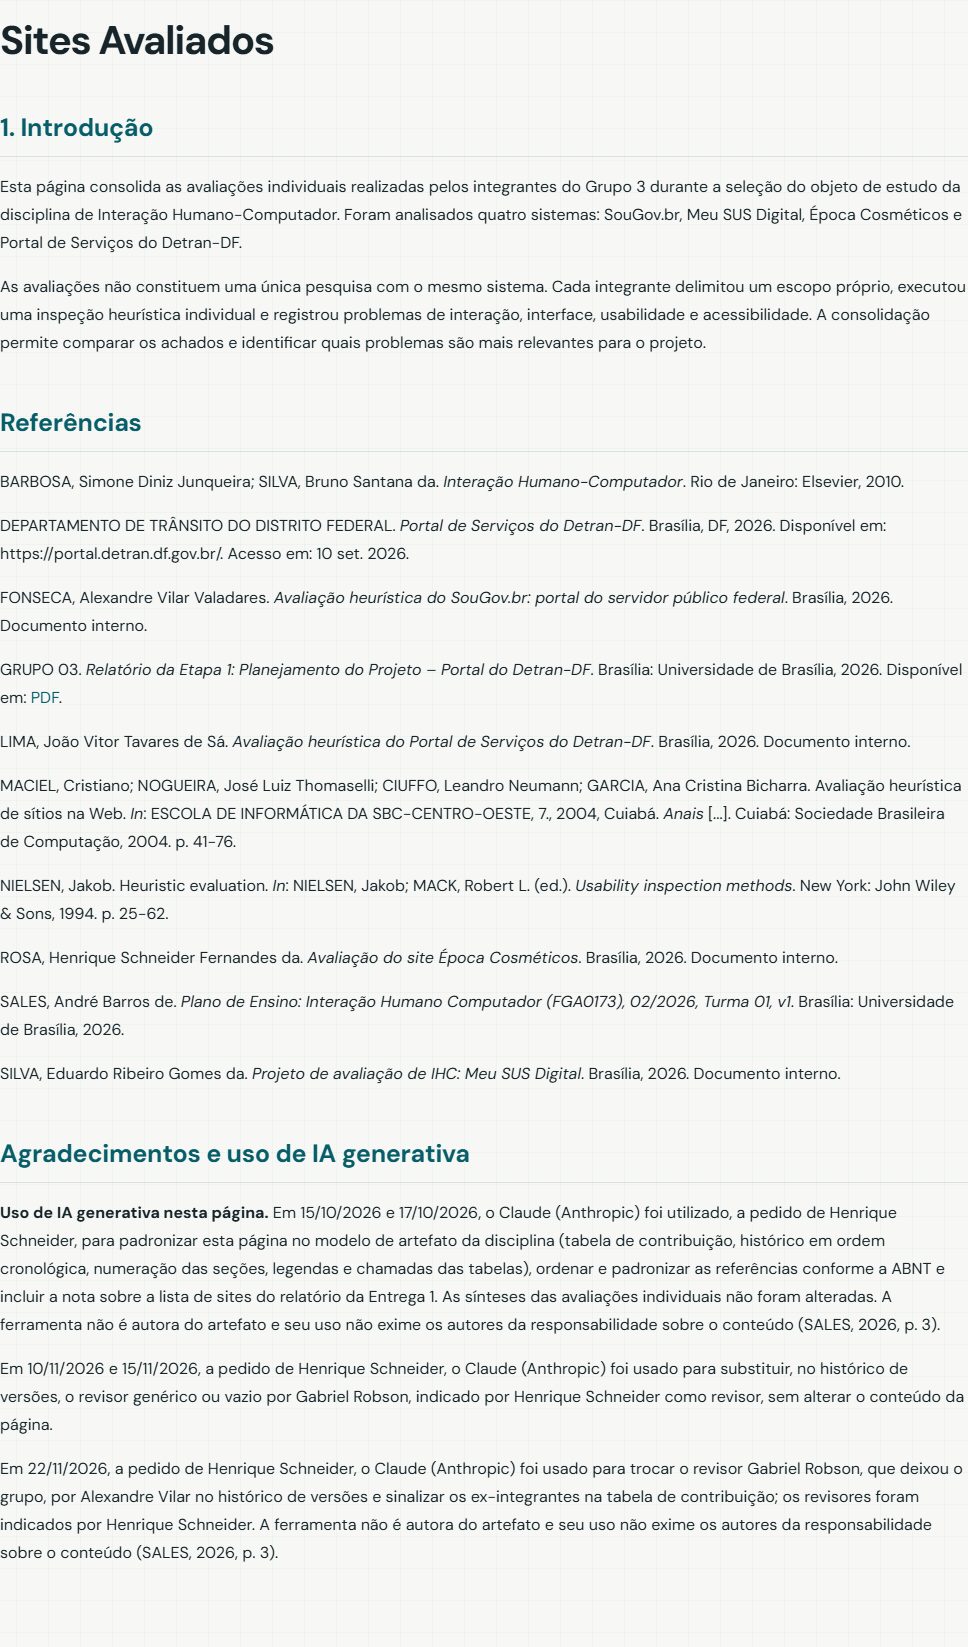 Sites Avaliados
1. Introdução
Esta página consolida as avaliações individuais realizadas pelos integrantes do Grupo 3 durante a seleção do objeto de estudo da
disciplina de Interação Humano-Computador. Foram analisados quatro sistemas: SouGov.br, Meu SUS Digital, Época Cosméticos e
Portal de Serviços do Detran-DF.
As avaliações não constituem uma única pesquisa com o mesmo sistema. Cada integrante delimitou um escopo próprio, executou
uma inspeção heurística individual e registrou problemas de interação, interface, usabilidade e acessibilidade. A consolidação
permite comparar os achados e identificar quais problemas são mais relevantes para o projeto.
Referências
BARBOSA, Simone Diniz Junqueira; SILVA, Bruno Santana da. Interação Humano-Computador. Rio de Janeiro: Elsevier, 2010.
DEPARTAMENTO DE TRÂNSITO DO DISTRITO FEDERAL. Portal de Serviços do Detran-DF. Brasília, DF, 2026. Disponível em:
https://portal.detran.df.gov.br/. Acesso em: 10 set. 2026.
FONSECA, Alexandre Vilar Valadares. Avaliação heurística do SouGov.br: portal do servidor público federal. Brasília, 2026.
Documento interno.
GRUPO 03. Relatório da Etapa 1: Planejamento do Projeto – Portal do Detran-DF. Brasília: Universidade de Brasília, 2026. Disponível
em: PDF.
LIMA, João Vitor Tavares de Sá. Avaliação heurística do Portal de Serviços do Detran-DF. Brasília, 2026. Documento interno.
MACIEL, Cristiano; NOGUEIRA, José Luiz Thomaselli; CIUFFO, Leandro Neumann; GARCIA, Ana Cristina Bicharra. Avaliação heurística
de sítios na Web. In: ESCOLA DE INFORMÁTICA DA SBC-CENTRO-OESTE, 7., 2004, Cuiabá. Anais [...]. Cuiabá: Sociedade Brasileira
de Computação, 2004. p. 41-76.
NIELSEN, Jakob. Heuristic evaluation. In: NIELSEN, Jakob; MACK, Robert L. (ed.). Usability inspection methods. New York: John Wiley
& Sons, 1994. p. 25-62.
ROSA, Henrique Schneider Fernandes da. Avaliação do site Época Cosméticos. Brasília, 2026. Documento interno.
SALES, André Barros de. Plano de Ensino: Interação Humano Computador (FGA0173), 02/2026, Turma 01, v1. Brasília: Universidade
de Brasília, 2026.
SILVA, Eduardo Ribeiro Gomes da. Projeto de avaliação de IHC: Meu SUS Digital. Brasília, 2026. Documento interno.
Agradecimentos e uso de IA generativa
Uso de IA generativa nesta página. Em 15/10/2026 e 17/10/2026, o Claude (Anthropic) foi utilizado, a pedido de Henrique
Schneider, para padronizar esta página no modelo de artefato da disciplina (tabela de contribuição, histórico em ordem
cronológica, numeração das seções, legendas e chamadas das tabelas), ordenar e padronizar as referências conforme a ABNT e
incluir a nota sobre a lista de sites do relatório da Entrega 1. As sínteses das avaliações individuais não foram alteradas. A
ferramenta não é autora do artefato e seu uso não exime os autores da responsabilidade sobre o conteúdo (SALES, 2026, p. 3).
Em 10/11/2026 e 15/11/2026, a pedido de Henrique Schneider, o Claude (Anthropic) foi usado para substituir, no histórico de
versões, o revisor genérico ou vazio por Gabriel Robson, indicado por Henrique Schneider como revisor, sem alterar o conteúdo da
página.
Em 22/11/2026, a pedido de Henrique Schneider, o Claude (Anthropic) foi usado para trocar o revisor Gabriel Robson, que deixou o
grupo, por Alexandre Vilar no histórico de versões e sinalizar os ex-integrantes na tabela de contribuição; os revisores foram
indicados por Henrique Schneider. A ferramenta não é autora do artefato e seu uso não exime os autores da responsabilidade
sobre o conteúdo (SALES, 2026, p. 3).